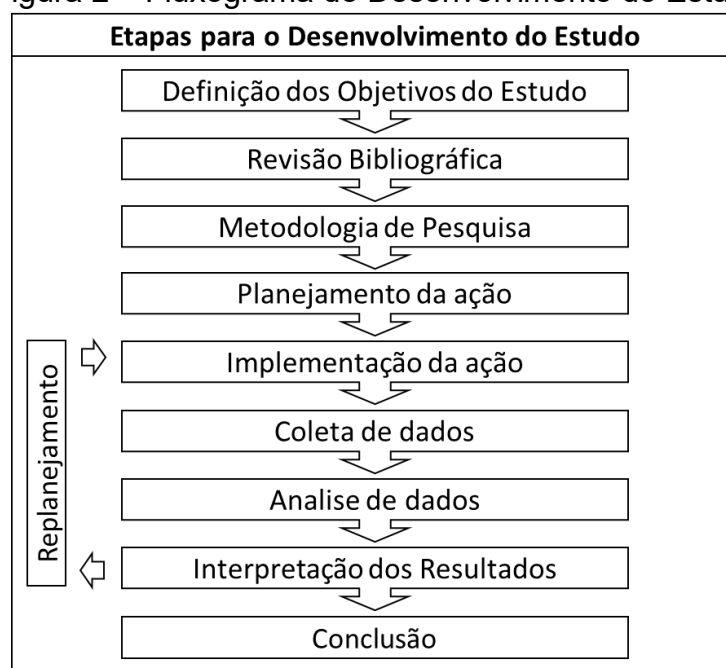 Etapas para o Desenvolvimento do Estudo
Definição dos Objetivos do Estudo
Revisão Bibliográfica
Metodologia de Pesquisa
Planejamento da ação
Implementação da ação
Coleta de dados
Analise de dados
Interpretação dos Resultados
Conclusão
Replanejamento